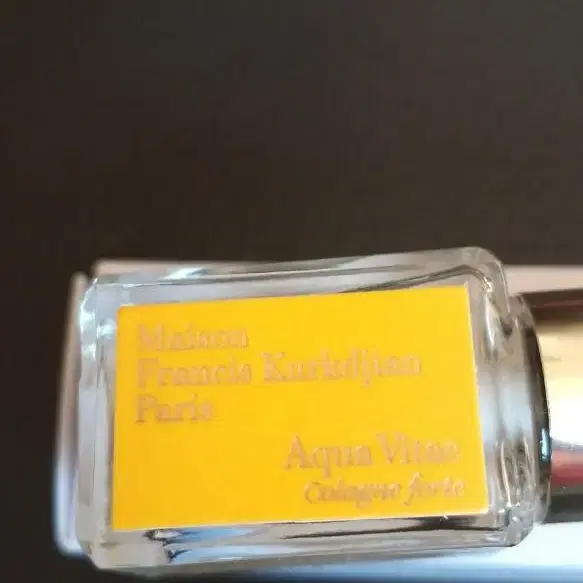 Maison
Francis Kurkdjian
Paris
Aqua Vitae
Cologne forte